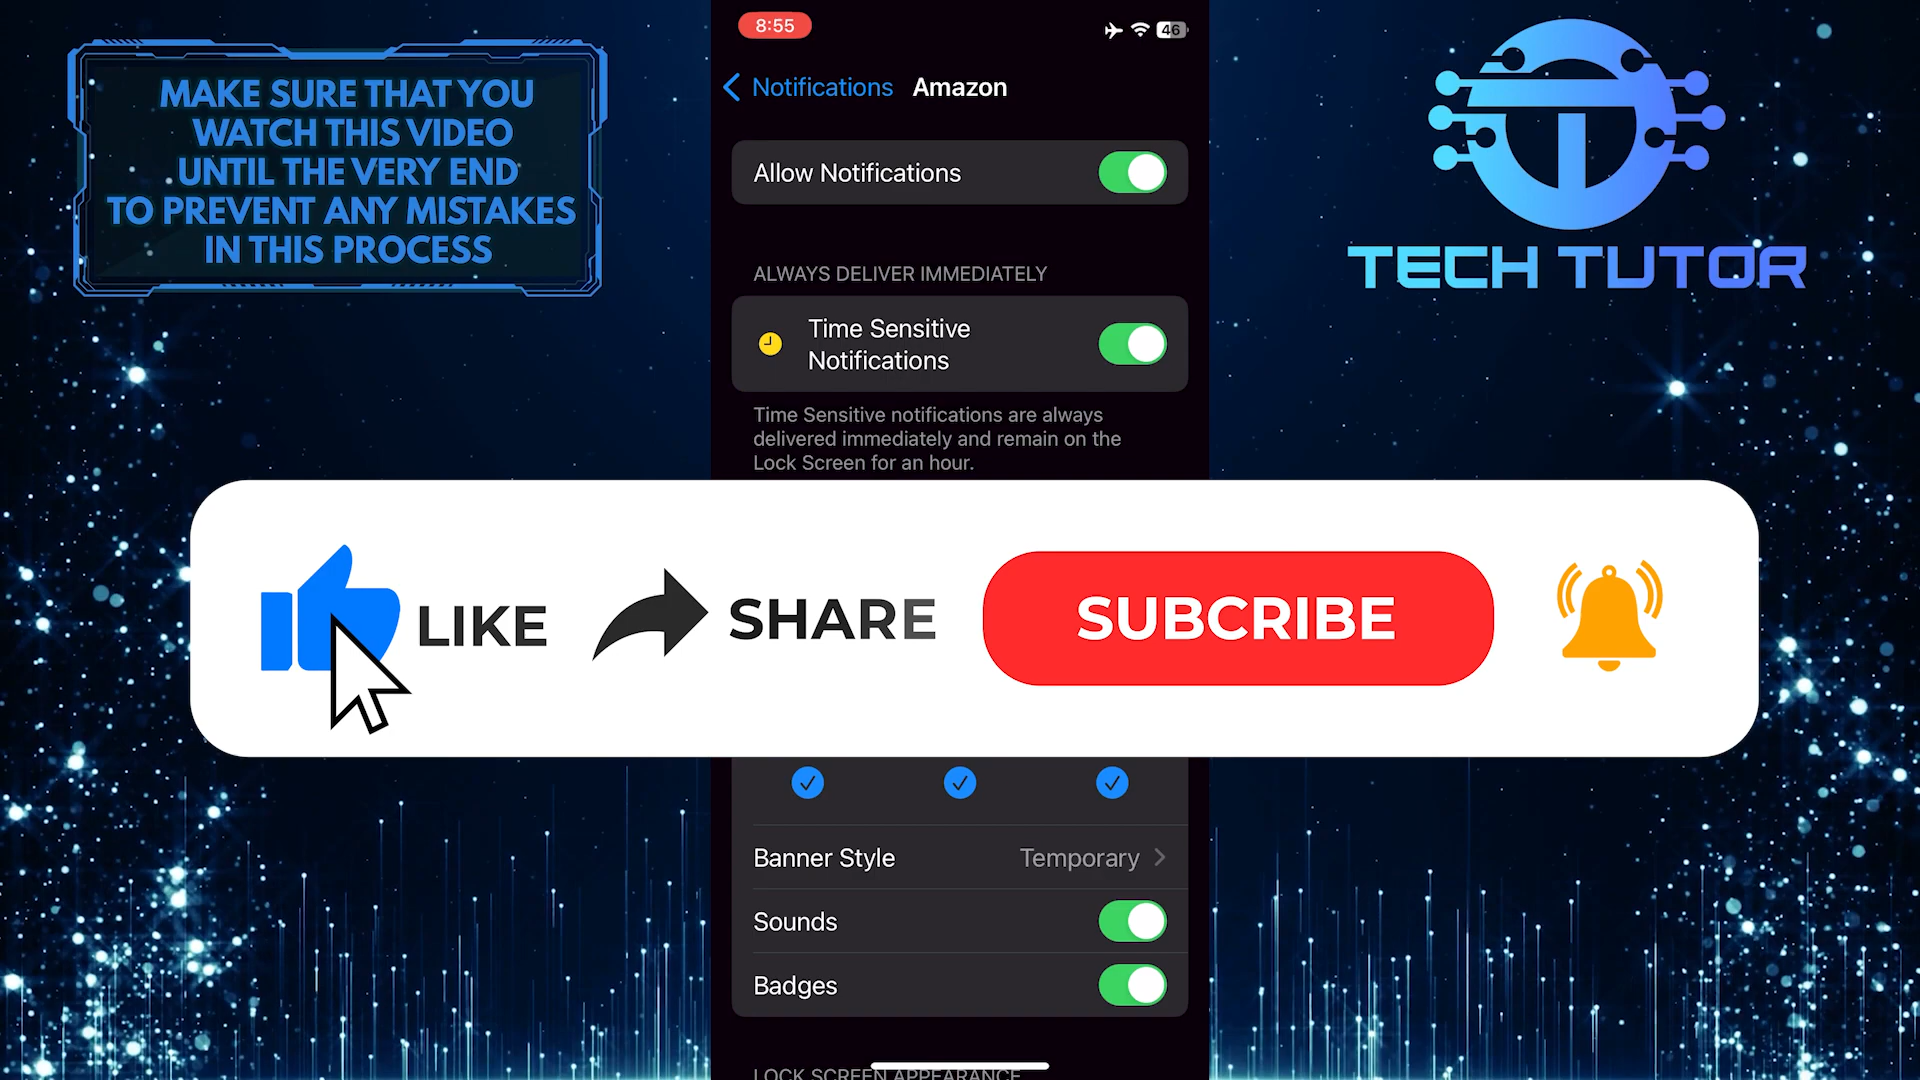 MAKE SURE THAT YOU
WATCH THIS VIDEO
UNTIL THE VERY END
TO PREVENT ANY MISTAKES
IN THIS PROCESS
8:55
46
Notifications Amazon
Allow Notifications
ALWAYS DELIVER IMMEDIATELY
Time Sensitive
Notifications
Time Sensitive notifications are always
delivered immediately and remain on the
Lock Screen for an hour.
TECH TUTOR
LIKE SHARE SUBCRIBE
Banner Style Temporary
Sounds
Badges
LOCK SCREEN APPEARANCE